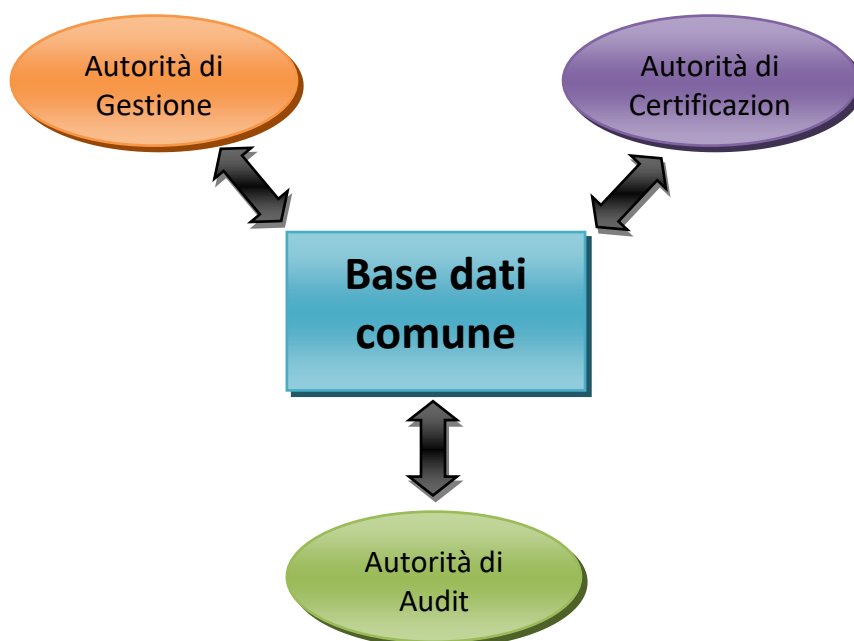 Autorità di
Gestione
Autorità di
Certificazion
Base dati
comune
Autorità di
Audit